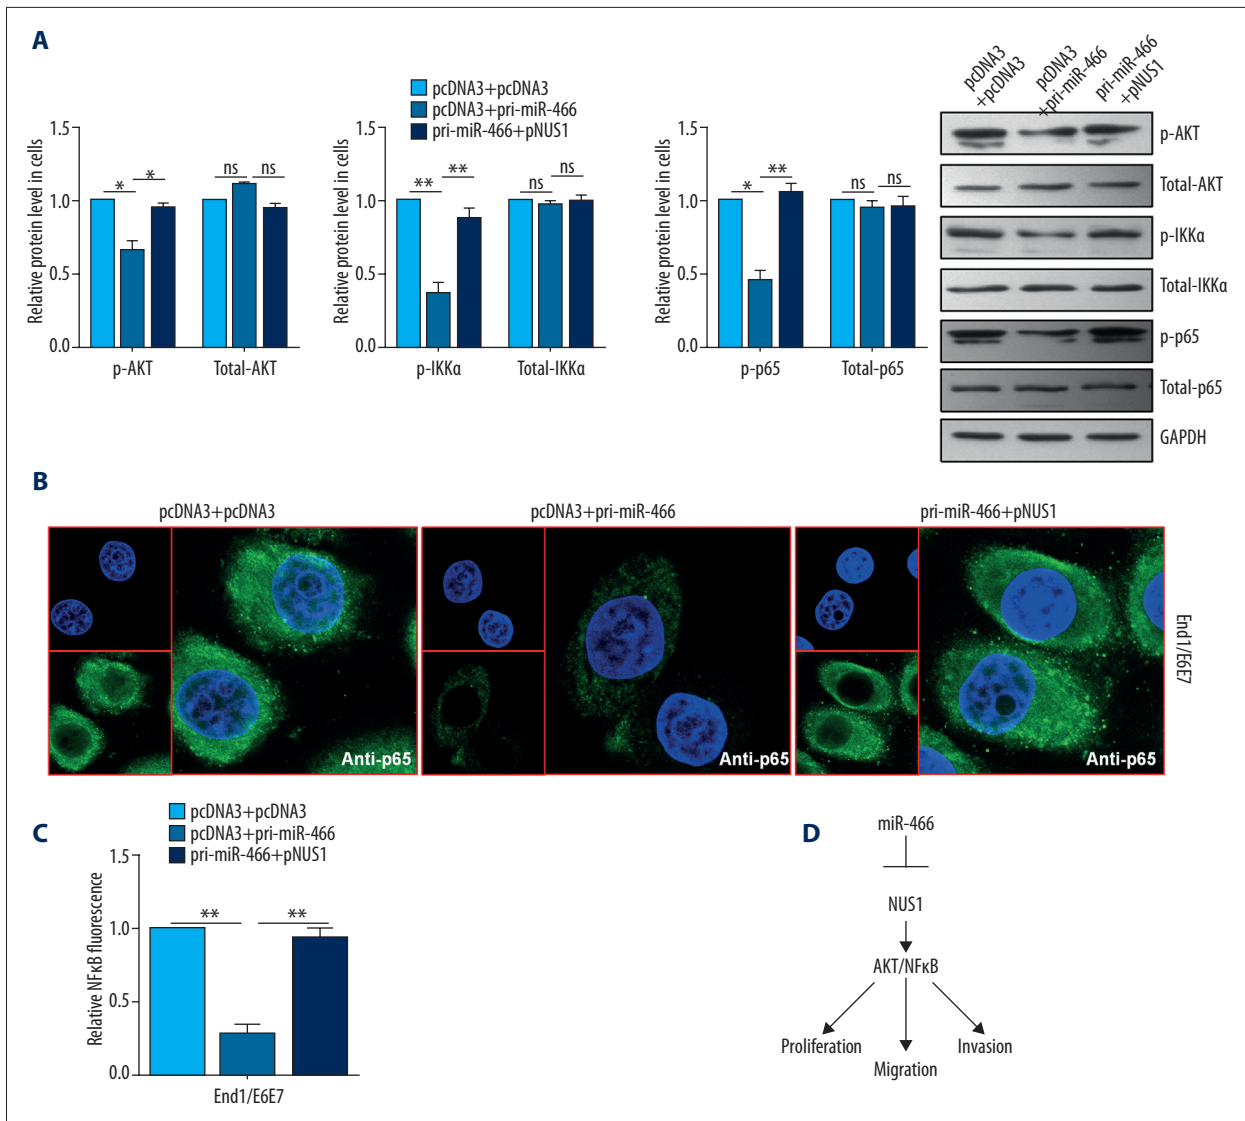 A
pcDNA3+pcDNA3
pcDNA3+pri-miR-466
pri-miR-466+pNUS1
Relative protein level in cells
1.5
1.0
0.5
0.0
*
*
ns
ns
p-AKT
Total-AKT
Relative protein level in cells
1.5
1.0
0.5
0.0
**
**
ns
ns
p-IKKα
Total-IKKα
Relative protein level in cells
1.5
1.0
0.5
0.0
*
**
ns
ns
p-p65
Total-p65
pcDNA3
+pcDNA3
pcDNA3
+pri-miR-466
pri-miR-466
+pNUS1
p-AKT
Total-AKT
p-IKKα
Total-IKKα
p-p65
Total-p65
GAPDH
B
pcDNA3+pcDNA3
pcDNA3+pri-miR-466
pri-miR-466+pNUS1
Anti-p65
Anti-p65
Anti-p65
End1/E6E7
C
pcDNA3+pcDNA3
pcDNA3+pri-miR-466
pri-miR-466+pNUS1
Relative NFκB fluorescence
1.5
1.0
0.5
0.0
**
**
End1/E6E7
D
miR-466
NUS1
AKT/NFκB
Proliferation
Migration
Invasion